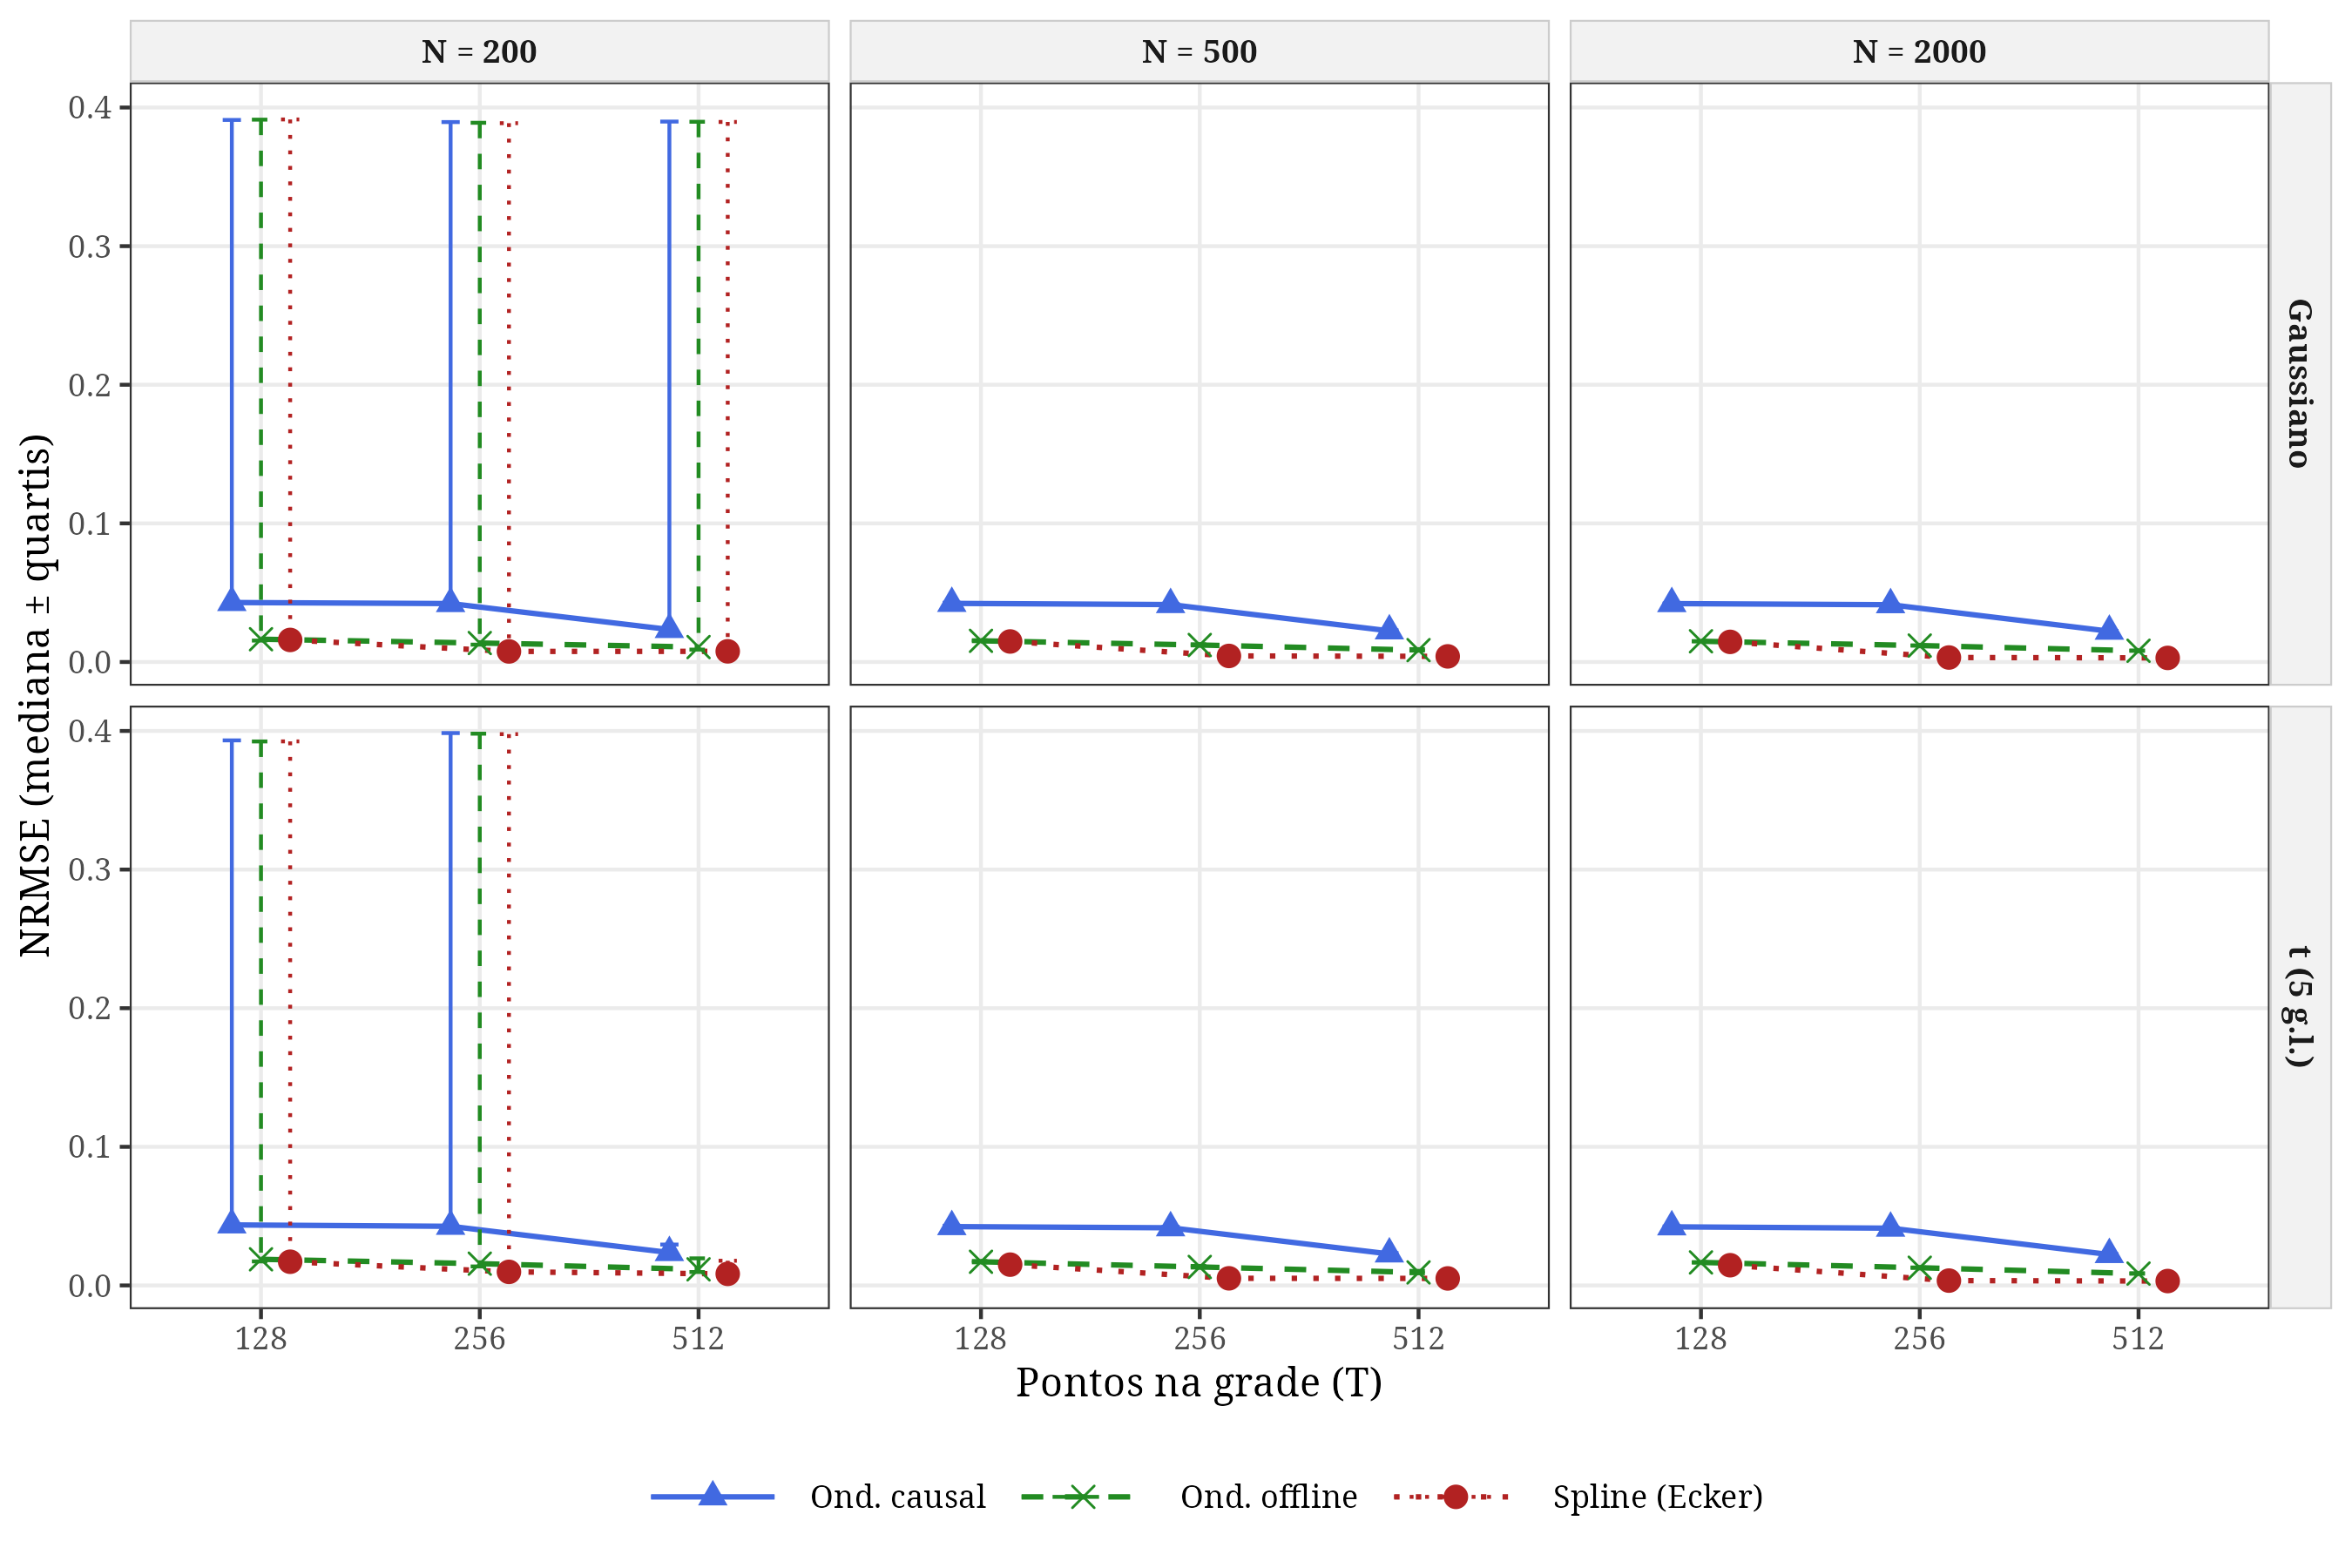 N = 200
N = 500
N = 2000
NRMSE (mediana ± quartis)
0.4
0.3
0.2
0.1
0.0
Gaussiano
0.4
0.3
0.2
0.1
0.0
t (5 g.l.)
128 256 512
128 256 512
128 256 512
Pontos na grade (T)
Ond. causal
Ond. offline
Spline (Ecker)